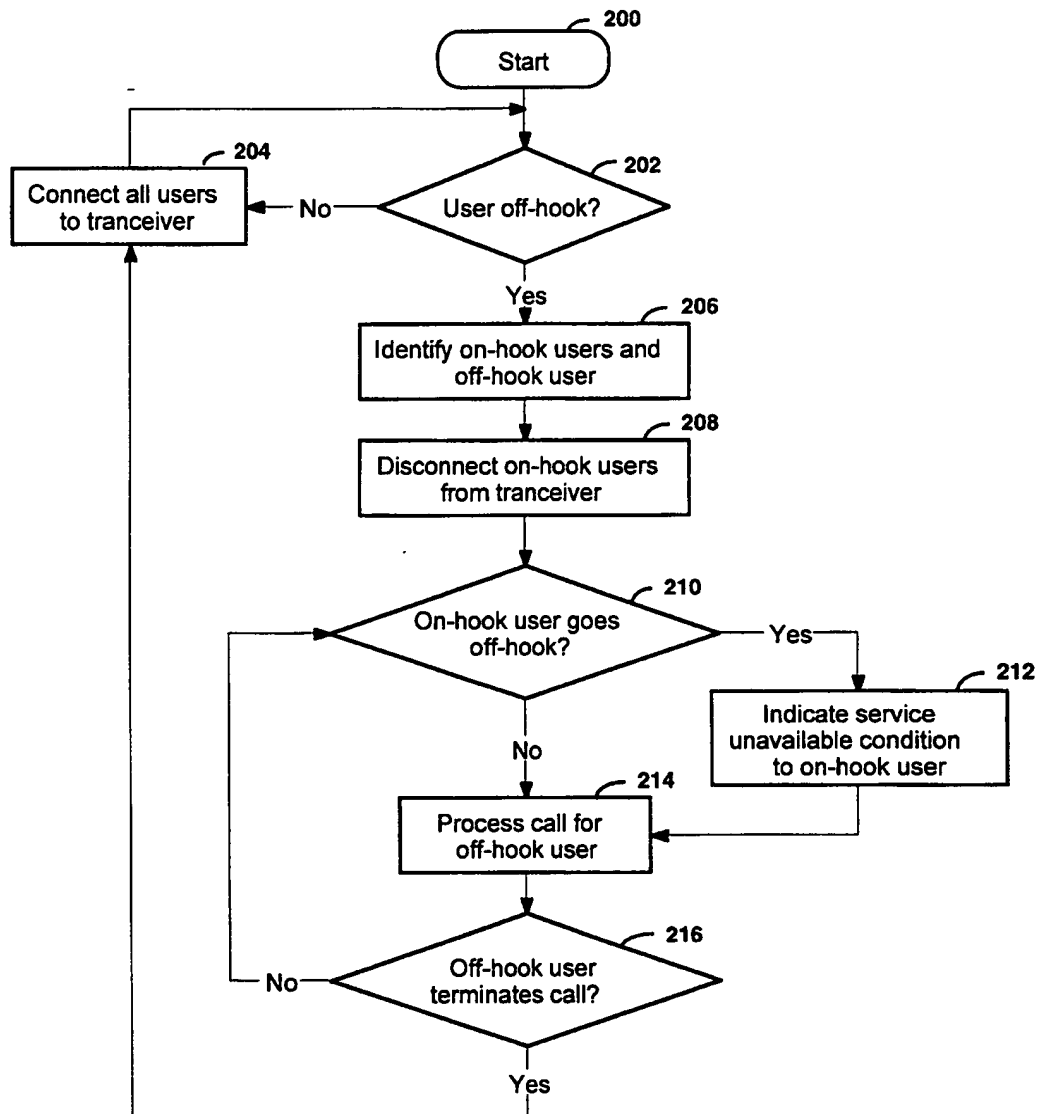 200
Start
204
Connect all users
to tranceiver
No
202
User off-hook?
Yes
206
Identify on-hook users and
off-hook user
208
Disconnect on-hook users
from tranceiver
210
On-hook user goes
off-hook?
Yes
212
Indicate service
unavailable condition
to on-hook user
No
214
Process call for
off-hook user
216
Off-hook user
terminates call?
No
Yes